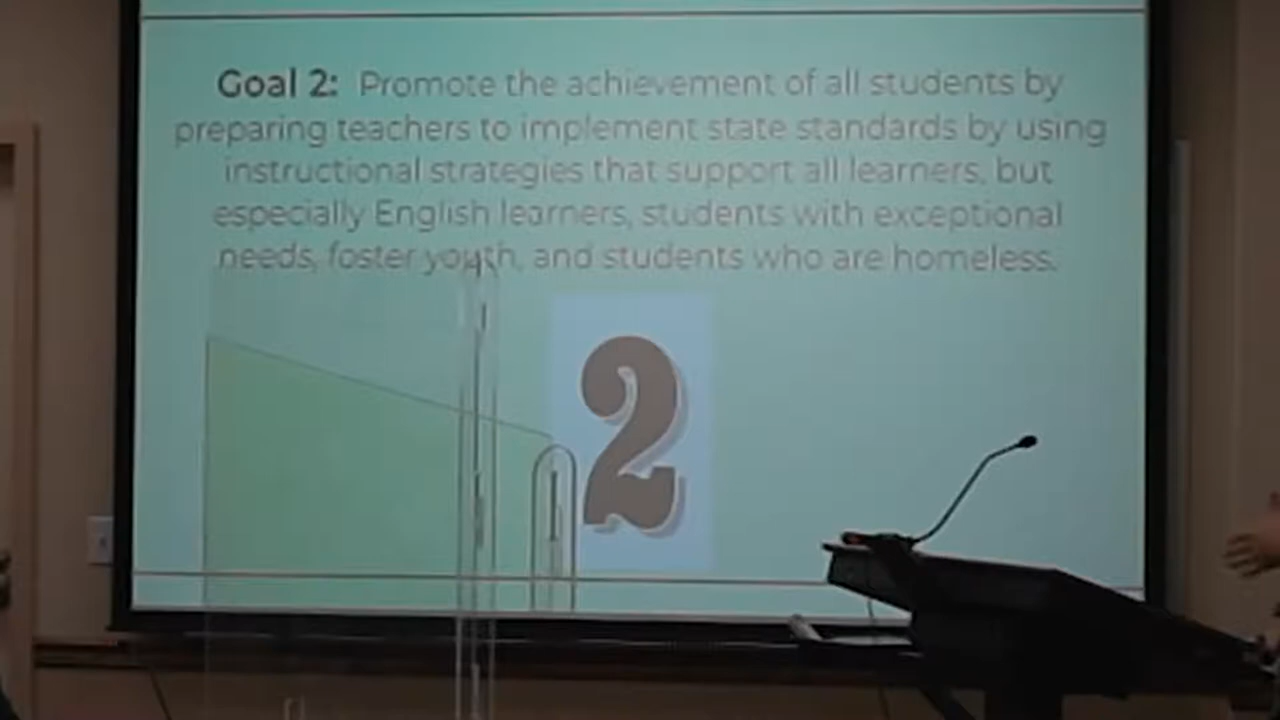 Goal 2: Promote the achievement of all students by
preparing teachers to implement state standards by using
instructional strategies that support all learners, but
especially English learners, students with exceptional
needs, foster youth, and students who are homeless.
2